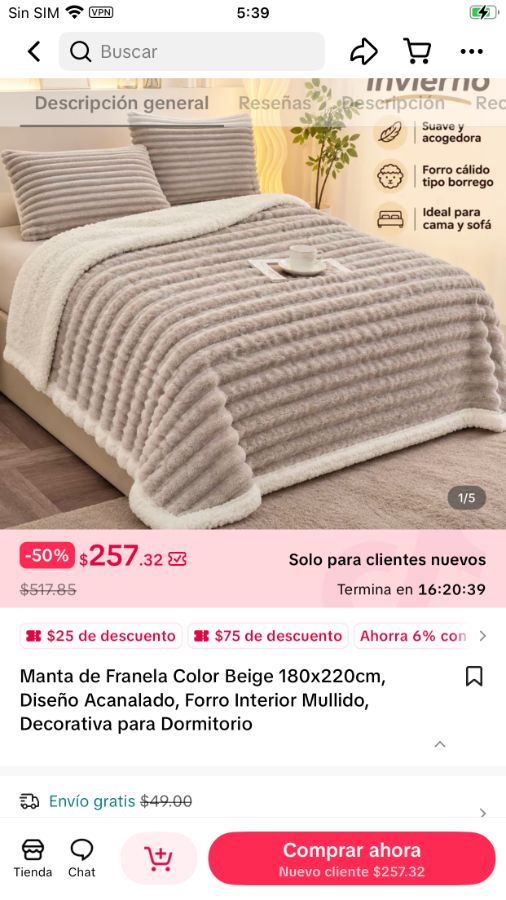 Sin SIM VPN 5:39
Buscar
invierno
Descripción general Reseñas Descripción Rec
Suave y
acogedora
Forro cálido
tipo borrego
Ideal para
cama y sofá
1/5
-50% $257.32 Solo para clientes nuevos
$517.85 Termina en 16:20:39
$25 de descuento $75 de descuento Ahorra 6% con
Manta de Franela Color Beige 180x220cm,
Diseño Acanalado, Forro Interior Mullido,
Decorativa para Dormitorio
Envío gratis $49.00
Tienda Chat Comprar ahora
Nuevo cliente $257.32